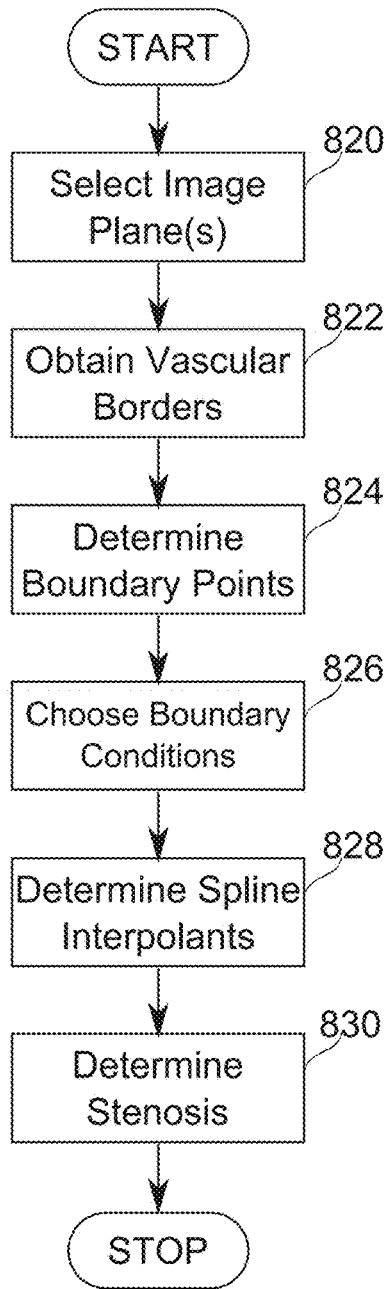 START
820
Select Image
Plane(s)
822
Obtain Vascular
Borders
824
Determine
Boundary Points
826
Choose Boundary
Conditions
828
Determine Spline
Interpolants
830
Determine
Stenosis
STOP